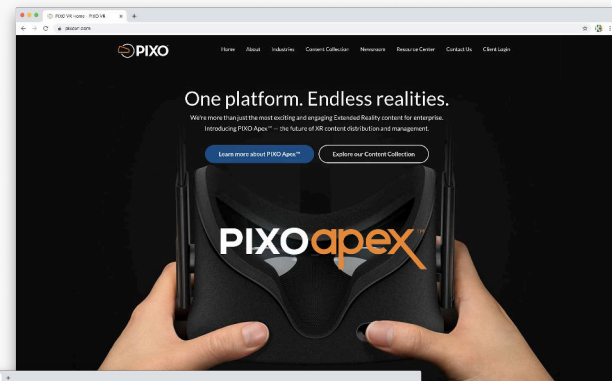 PIXO VR Home - PIXO VR
pixovr.com
PIXO
Home About Industries Content Collection Newsroom Resource Center Contact Us Client Login
One platform. Endless realities.
We're more than just the most exciting and engaging Extended Reality content for enterprise.
Introducing PIXO Apex™ — the future of XR content distribution and management.
Learn more about PIXO Apex™ Explore our Content Collection
PIXOapex™